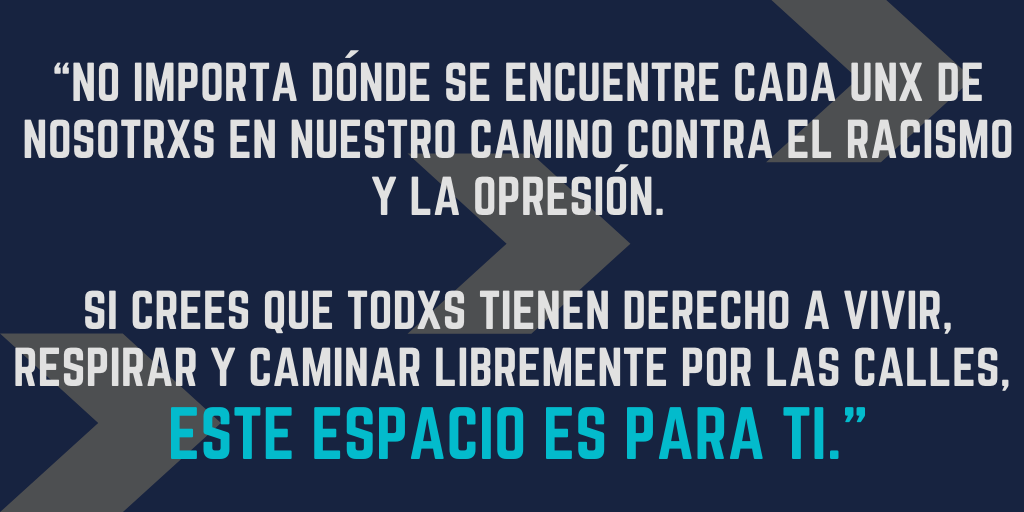 “NO IMPORTA DÓNDE SE ENCUENTRE CADA UNX DE
NOSOTRXS EN NUESTRO CAMINO CONTRA EL RACISMO
Y LA OPRESIÓN.
SI CREES QUE TODXS TIENEN DERECHO A VIVIR,
RESPIRAR Y CAMINAR LIBREMENTE POR LAS CALLES,
ESTE ESPACIO ES PARA TI.”